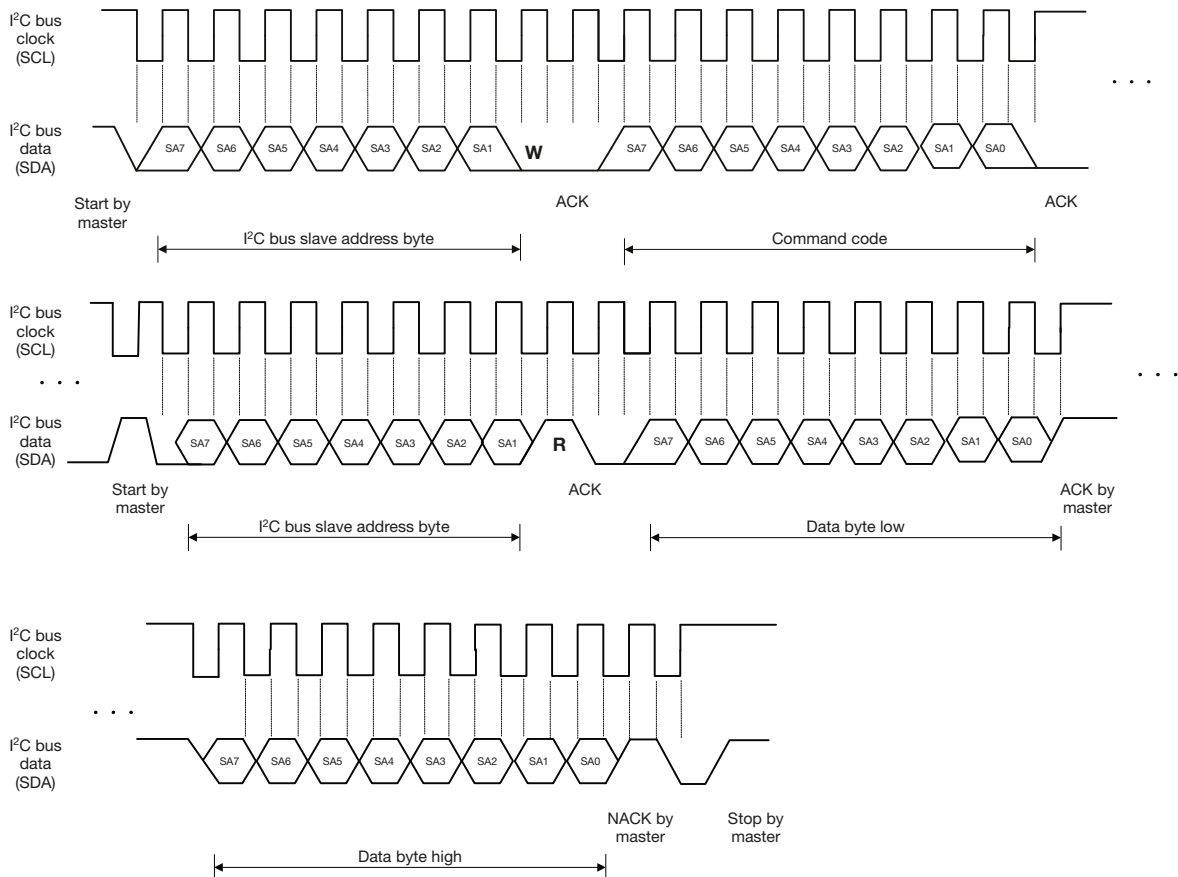 I²C bus
clock
(SCL)
. . .
I²C bus
data
(SDA)
SA7 SA6 SA5 SA4 SA3 SA2 SA1 W SA7 SA6 SA5 SA4 SA3 SA2 SA1 SA0
Start by
master
ACK
ACK
I²C bus slave address byte
Command code
I²C bus
clock
(SCL)
. . .
. . .
I²C bus
data
(SDA)
SA7 SA6 SA5 SA4 SA3 SA2 SA1 R SA7 SA6 SA5 SA4 SA3 SA2 SA1 SA0
Start by
master
ACK
ACK by
master
I²C bus slave address byte
Data byte low
I²C bus
clock
(SCL)
. . .
I²C bus
data
(SDA)
SA7 SA6 SA5 SA4 SA3 SA2 SA1 SA0
NACK by
master
Stop by
master
Data byte high